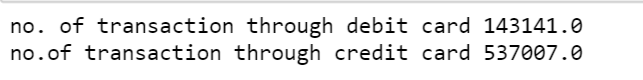 no. of transaction through debit card 143141.0
no.of transaction through credit card 537007.0